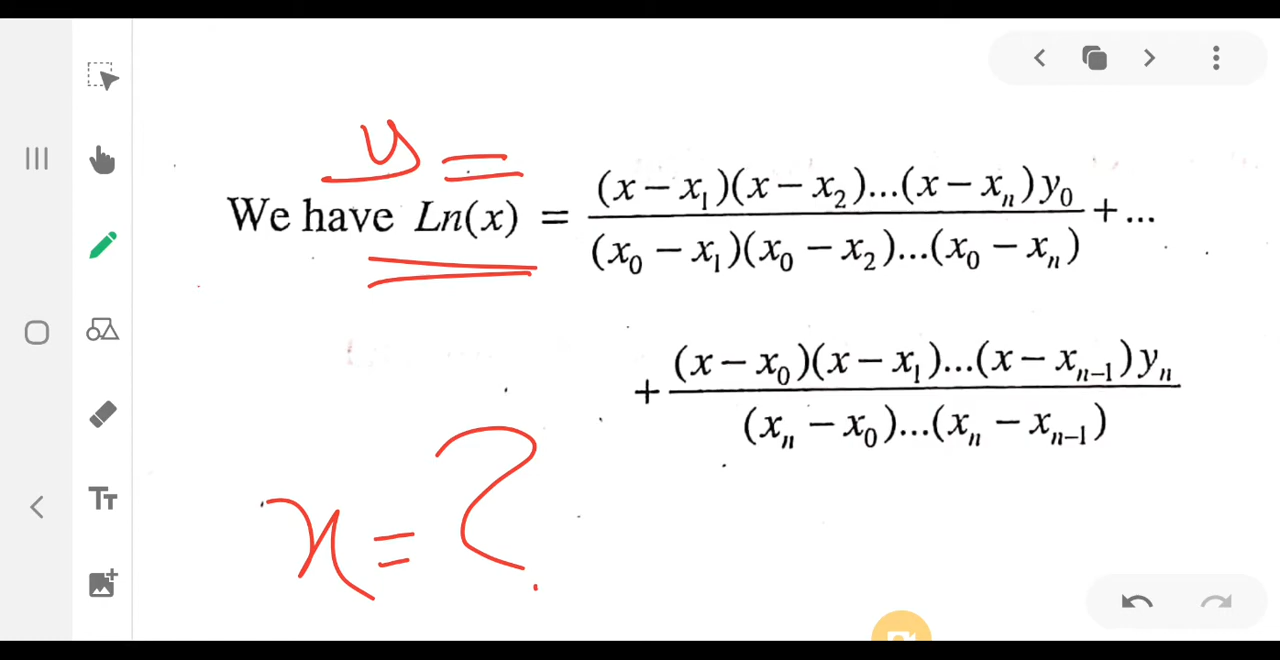 y =
We have Ln(x) = (x − x₁)(x − x₂)...(x − xₙ)y₀ / (x₀ − x₁)(x₀ − x₂)...(x₀ − xₙ) + ...
+ (x − x₀)(x − x₁)...(x − xₙ₋₁)yₙ / (xₙ − x₀)...(xₙ − xₙ₋₁)
x = ?
TT